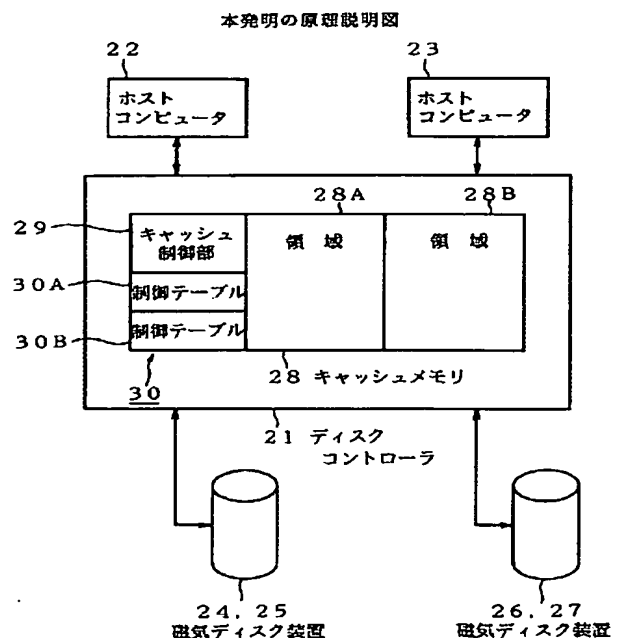 本発明の原理説明図
22
23
ホスト
コンピュータ
ホスト
コンピュータ
28A
28B
29
キャッシュ
制御部
領 域
領 域
30A
制御テーブル
30B
制御テーブル
30
28 キャッシュメモリ
21 ディスク
コントローラ
24, 25
磁気ディスク装置
26, 27
磁気ディスク装置